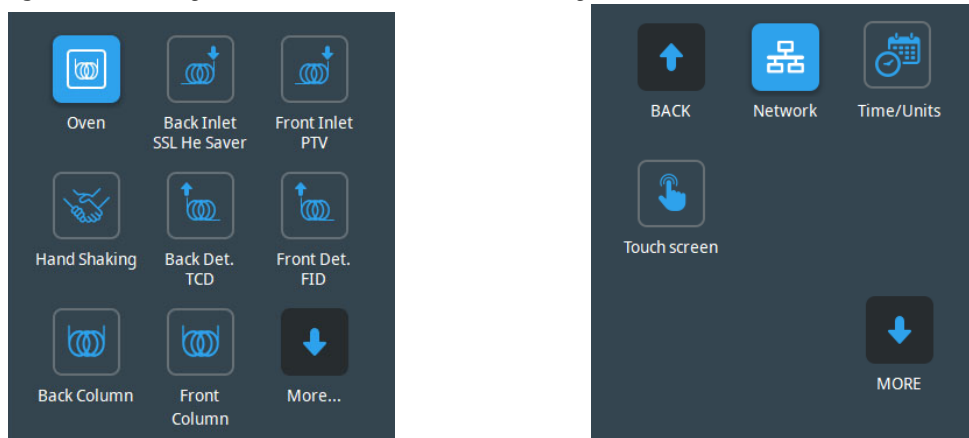 Oven
Back Inlet
SSL He Saver
Front Inlet
PTV
Hand Shaking
Back Det.
TCD
Front Det.
FID
Back Column
Front
Column
More...
BACK
Network
Time/Units
Touch screen
MORE